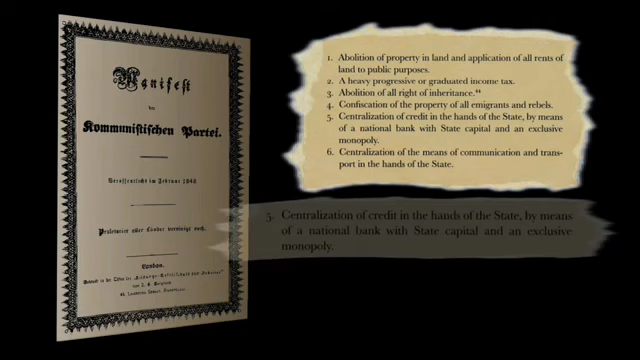 Manifest
der
Kommunistischen Partei.
Veröffentlicht im Februar 1848
Proletarier aller Länder vereinigt euch.
London.
1. Abolition of property in land and application of all rents of
land to public purposes.
2. A heavy progressive or graduated income tax.
3. Abolition of all right of inheritance.⁴⁴
4. Confiscation of the property of all emigrants and rebels.
5. Centralization of credit in the hands of the State, by means
of a national bank with State capital and an exclusive
monopoly.
6. Centralization of the means of communication and trans-
port in the hands of the State.
5. Centralization of credit in the hands of the State, by means
of a national bank with State capital and an exclusive
monopoly.